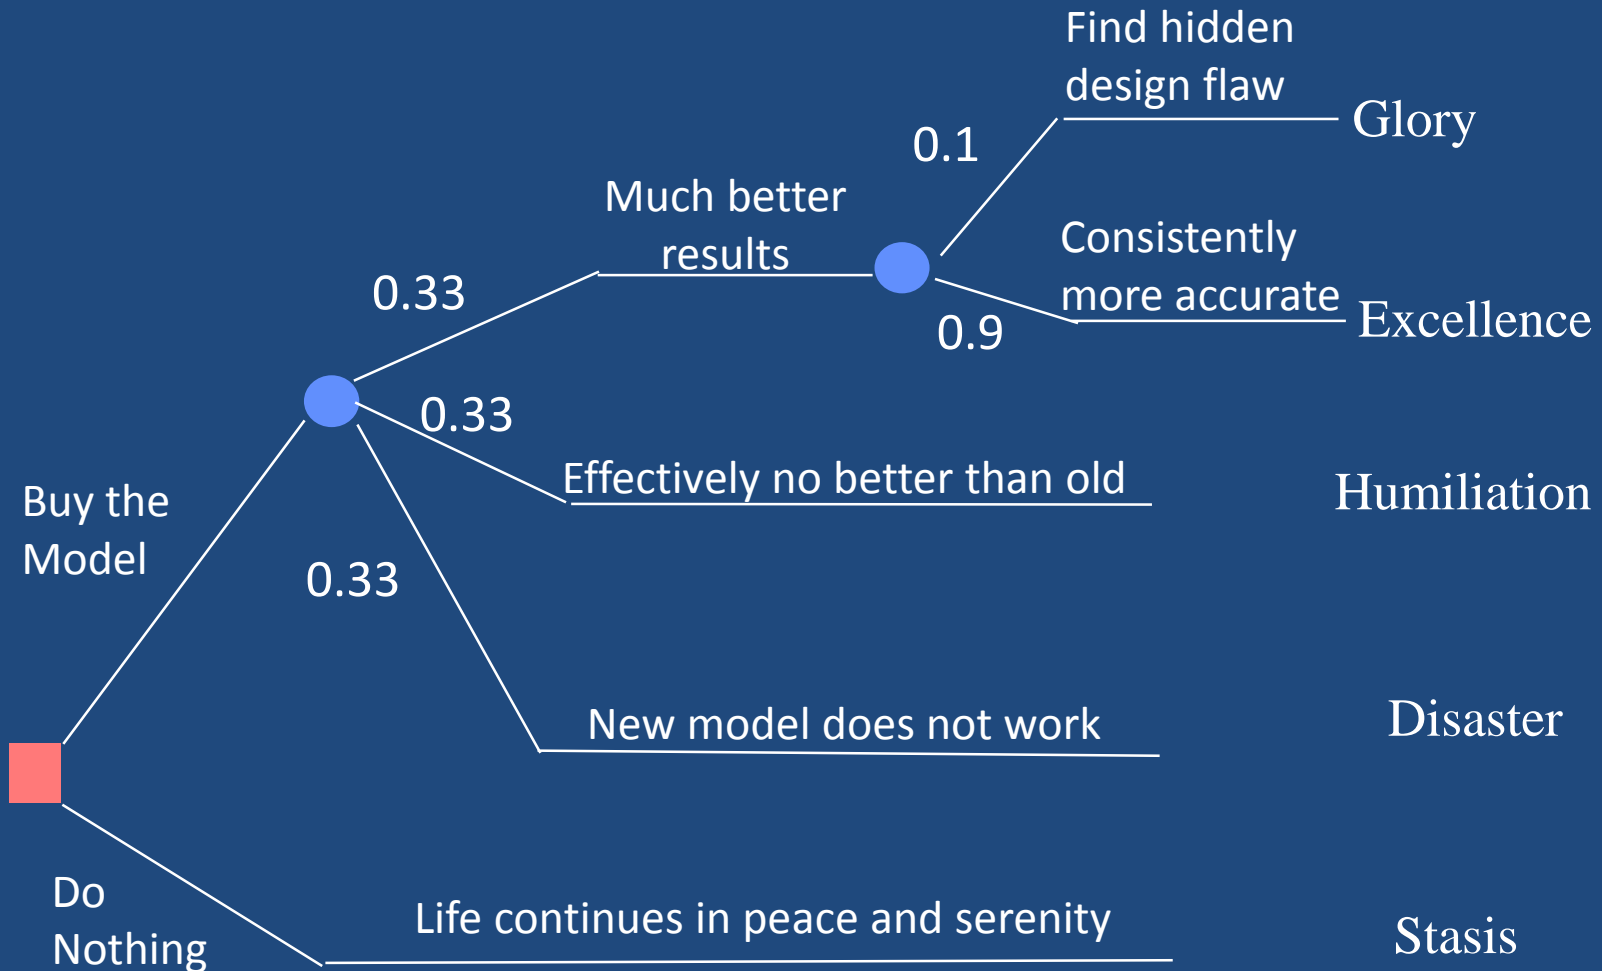 Find hidden
design flaw
Glory
0.1
Much better
results
Consistently
more accurate
Excellence
0.33
0.9
0.33
Effectively no better than old
Humiliation
Buy the
Model
0.33
New model does not work
Disaster
Do
Nothing
Life continues in peace and serenity
Stasis